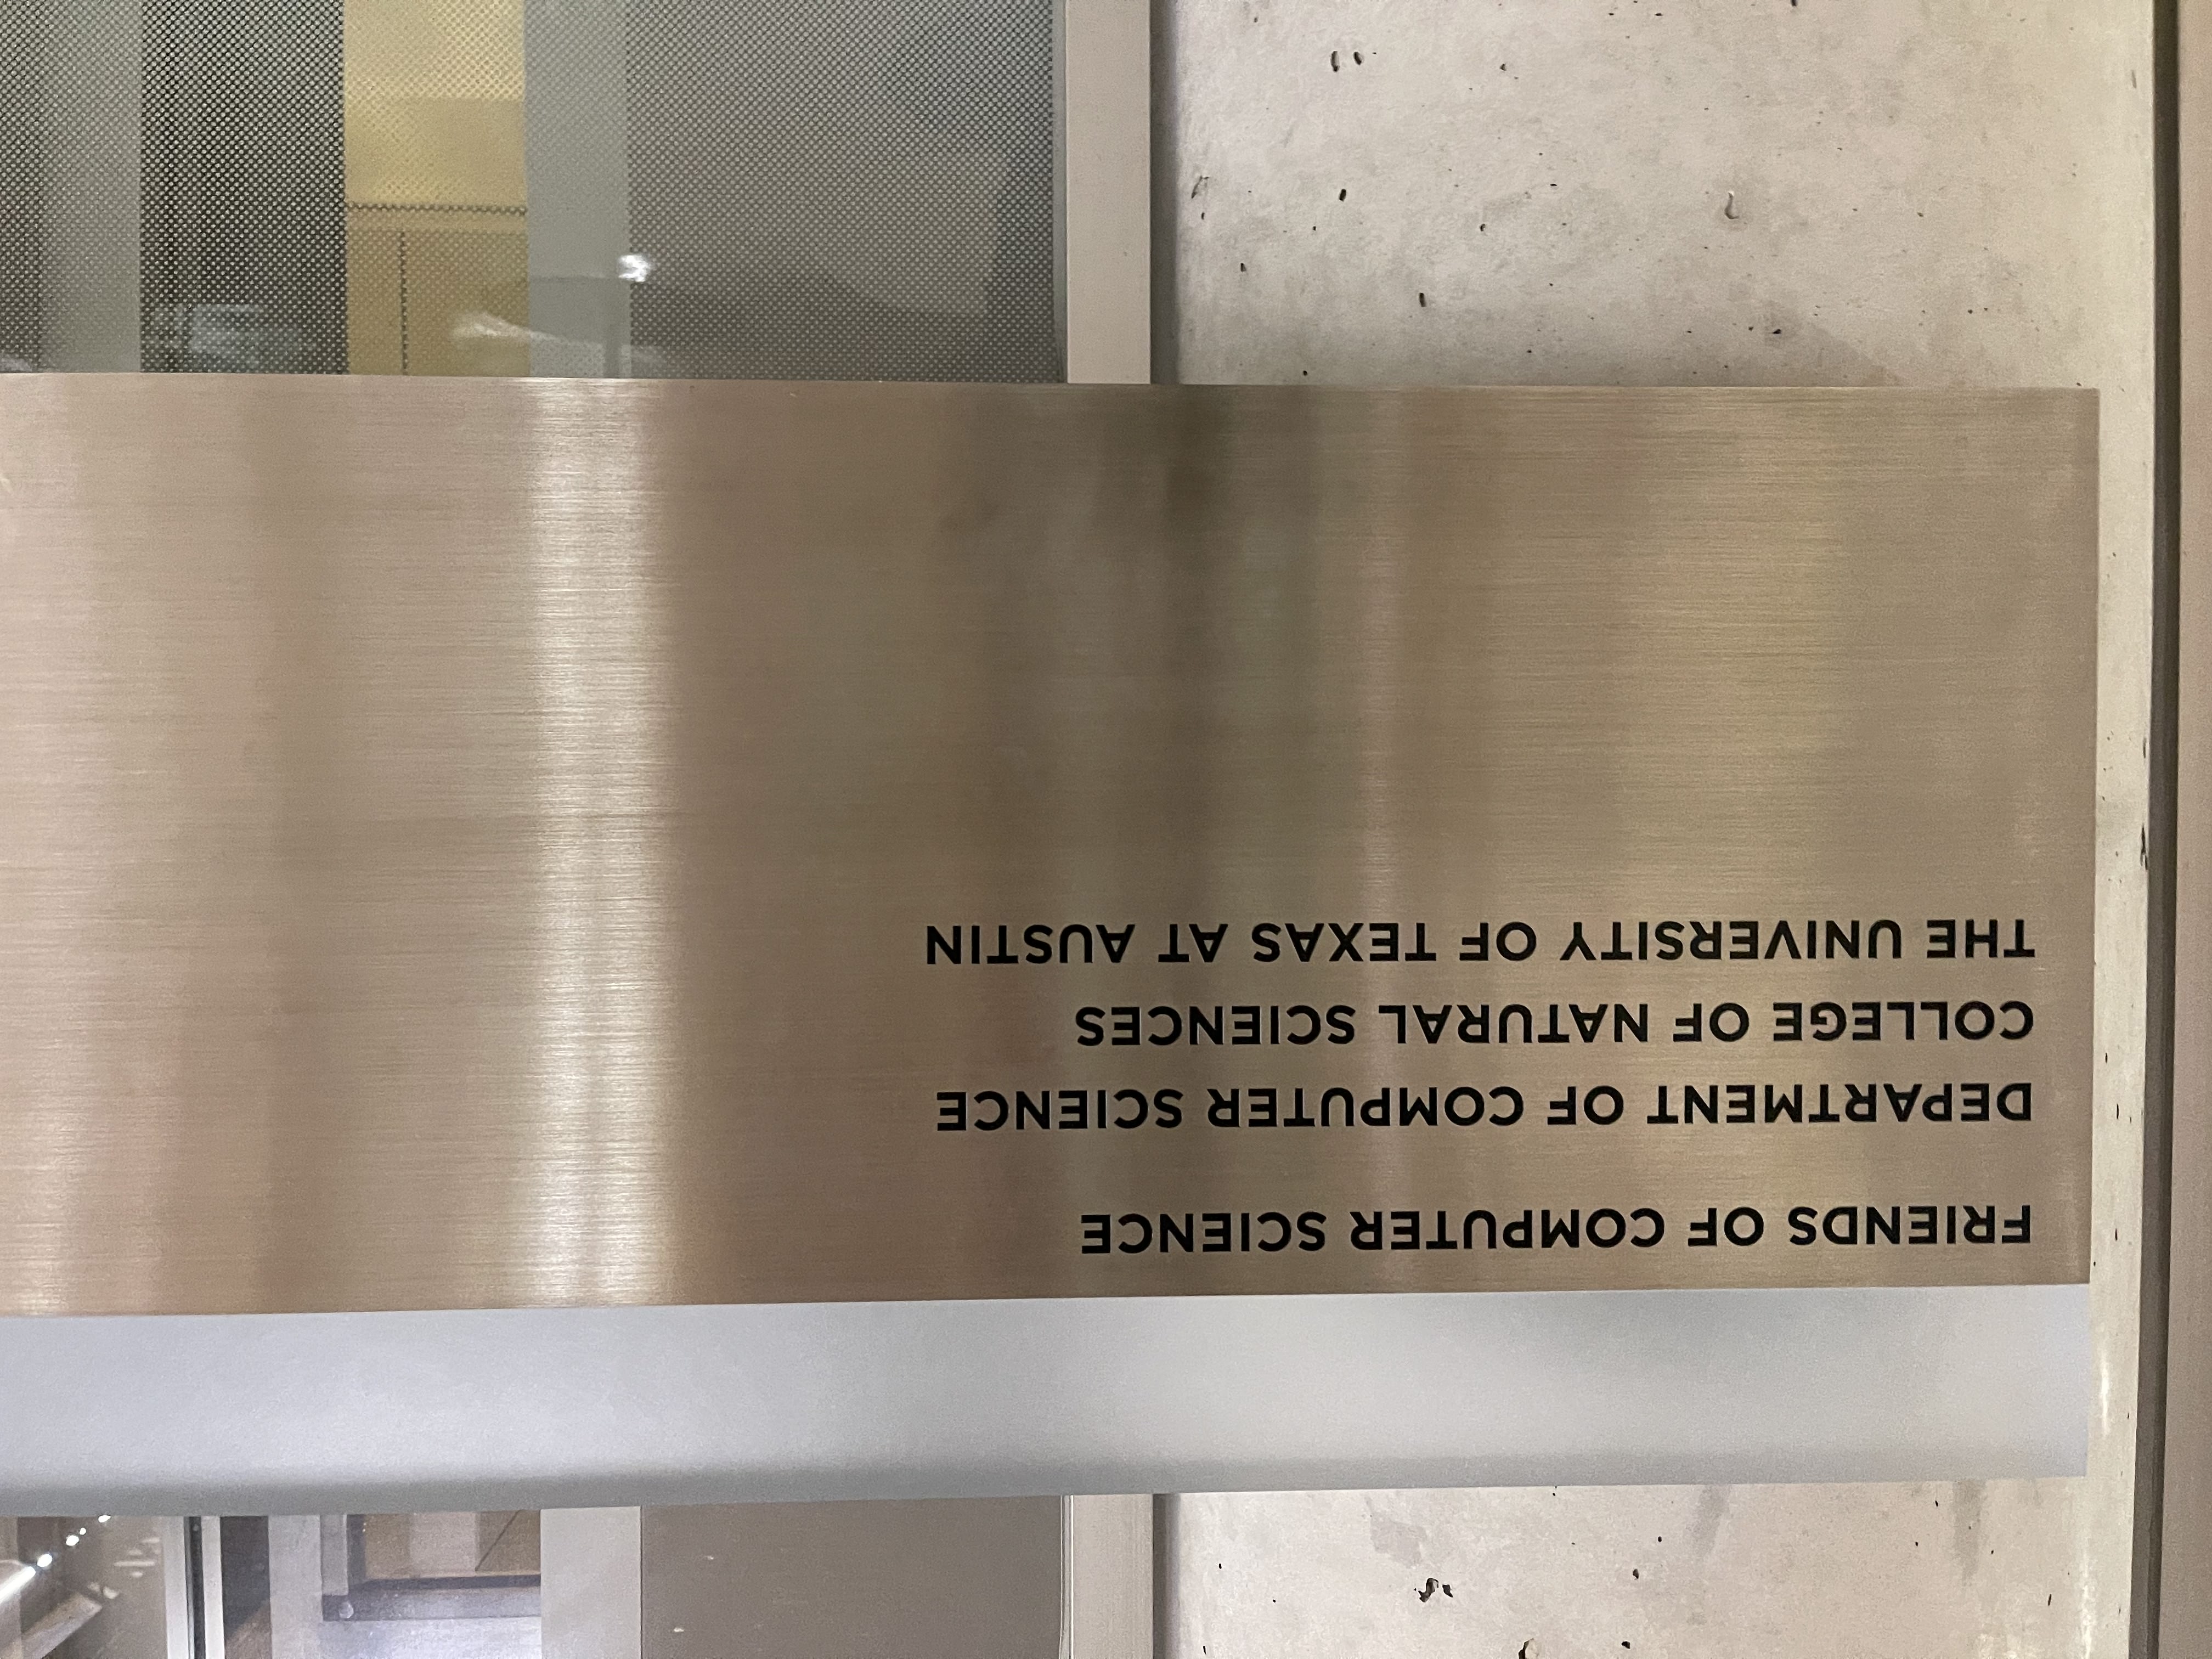 FRIENDS OF COMPUTER SCIENCE
DEPARTMENT OF COMPUTER SCIENCE
COLLEGE OF NATURAL SCIENCES
THE UNIVERSITY OF TEXAS AT AUSTIN